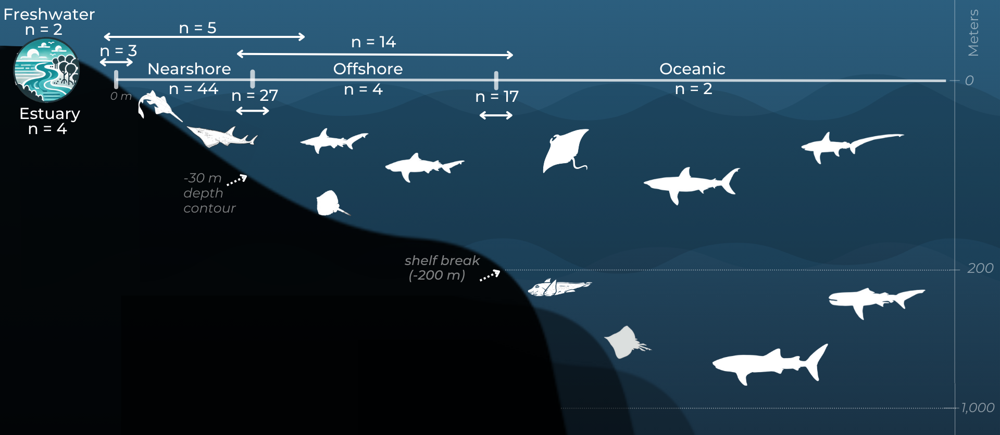 Freshwater
n = 2
n = 5
n = 14
n = 3
Nearshore
Offshore
Oceanic
n = 44
n = 27
n = 4
n = 17
n = 2
0 m
Estuary
n = 4
-30 m
depth
contour
shelf break
(-200 m)
Meters
0
200
1,000